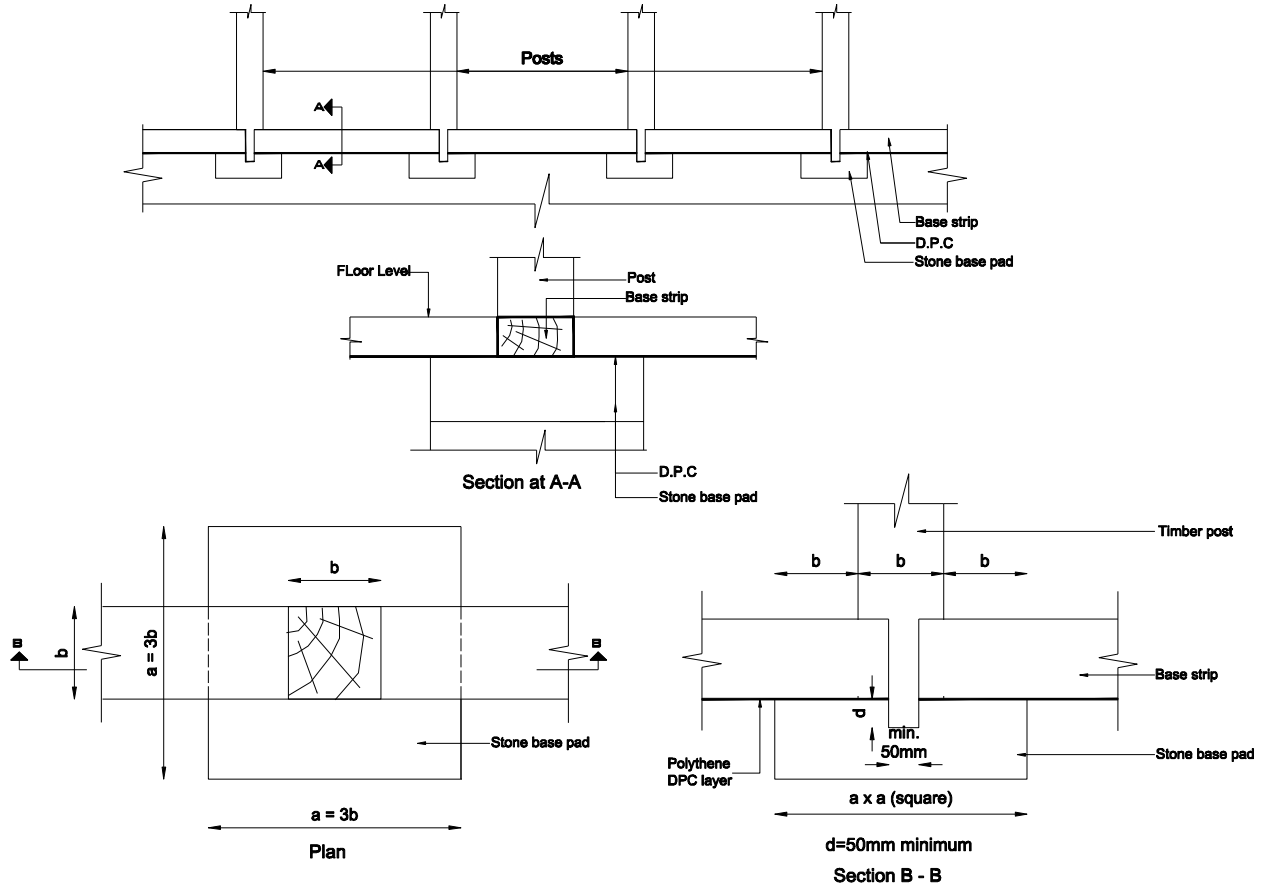 Posts
A
A
Base strip
D.P.C
Stone base pad
FLoor Level
Post
Base strip
D.P.C
Section at A-A
Stone base pad
Timber post
b
b
b
b
B
B
b
a = 3b
Base strip
d
Stone base pad
min.
50mm
Stone base pad
Polythene
DPC layer
a x a (square)
a = 3b
d=50mm minimum
Plan
Section B - B